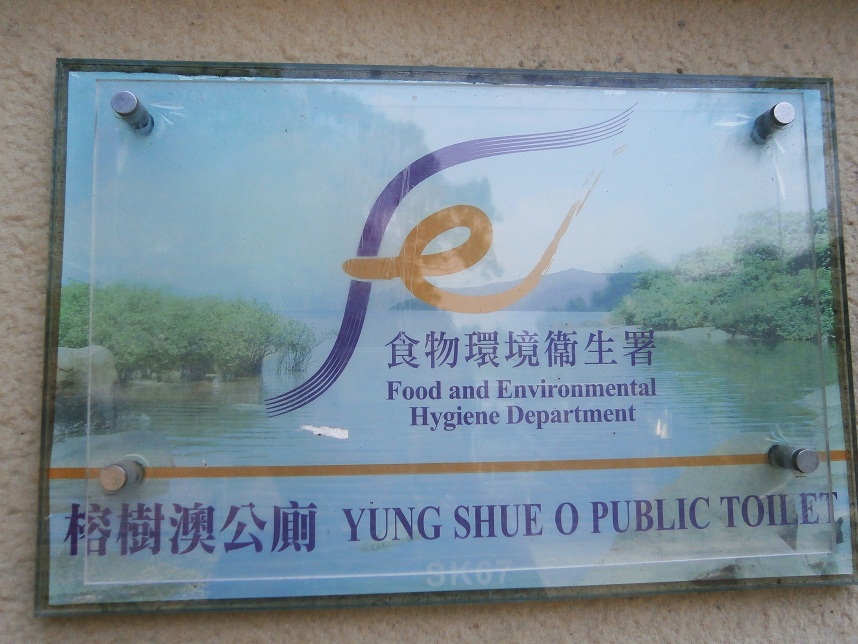 食物環境衞生署
Food and Environmental
Hygiene Department
榕樹澳公廁 YUNG SHUE O PUBLIC TOILET
SK67